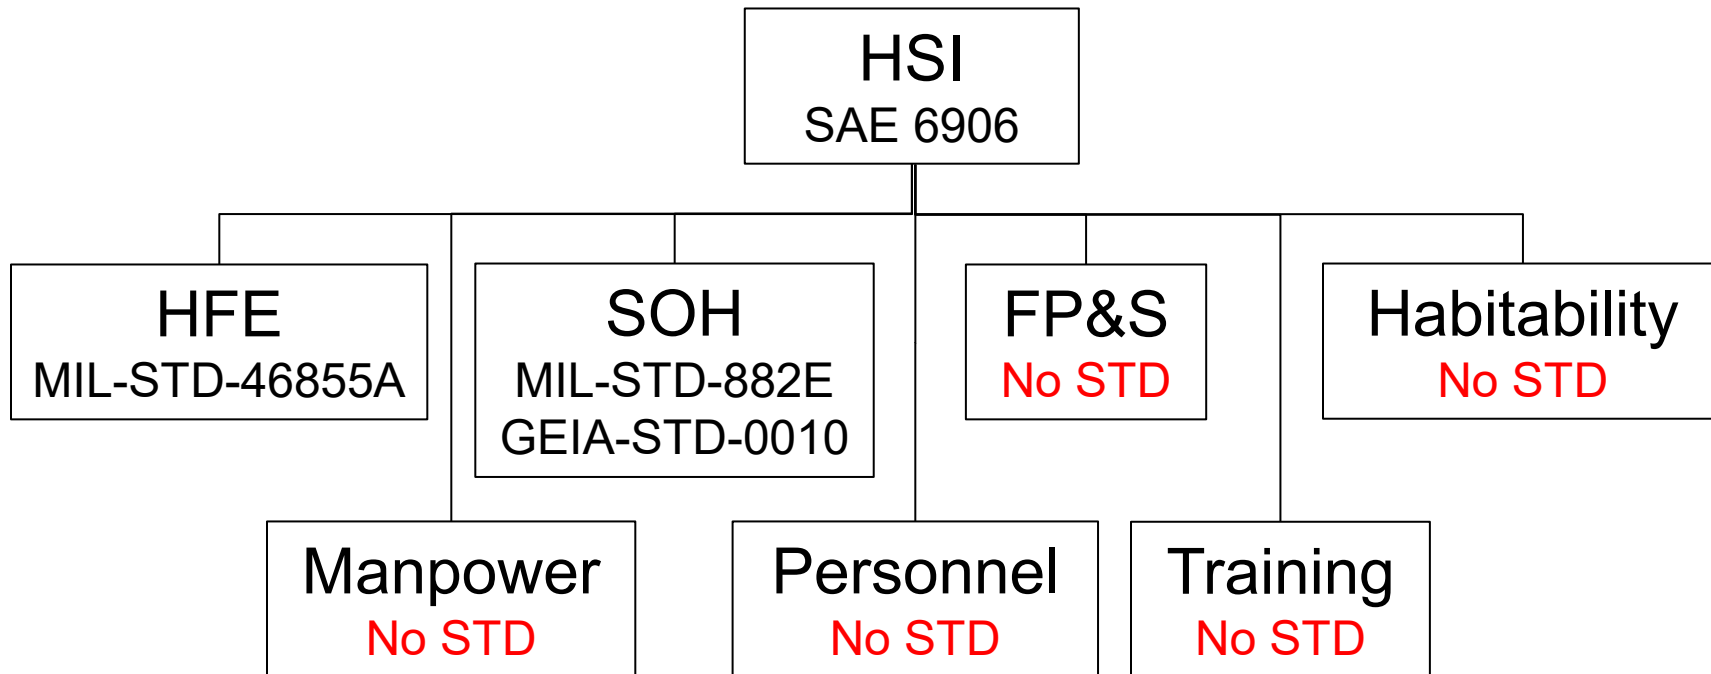 HSI
SAE 6906
HFE
MIL-STD-46855A
SOH
MIL-STD-882E
GEIA-STD-0010
FP&S
No STD
Habitability
No STD
Manpower
No STD
Personnel
No STD
Training
No STD